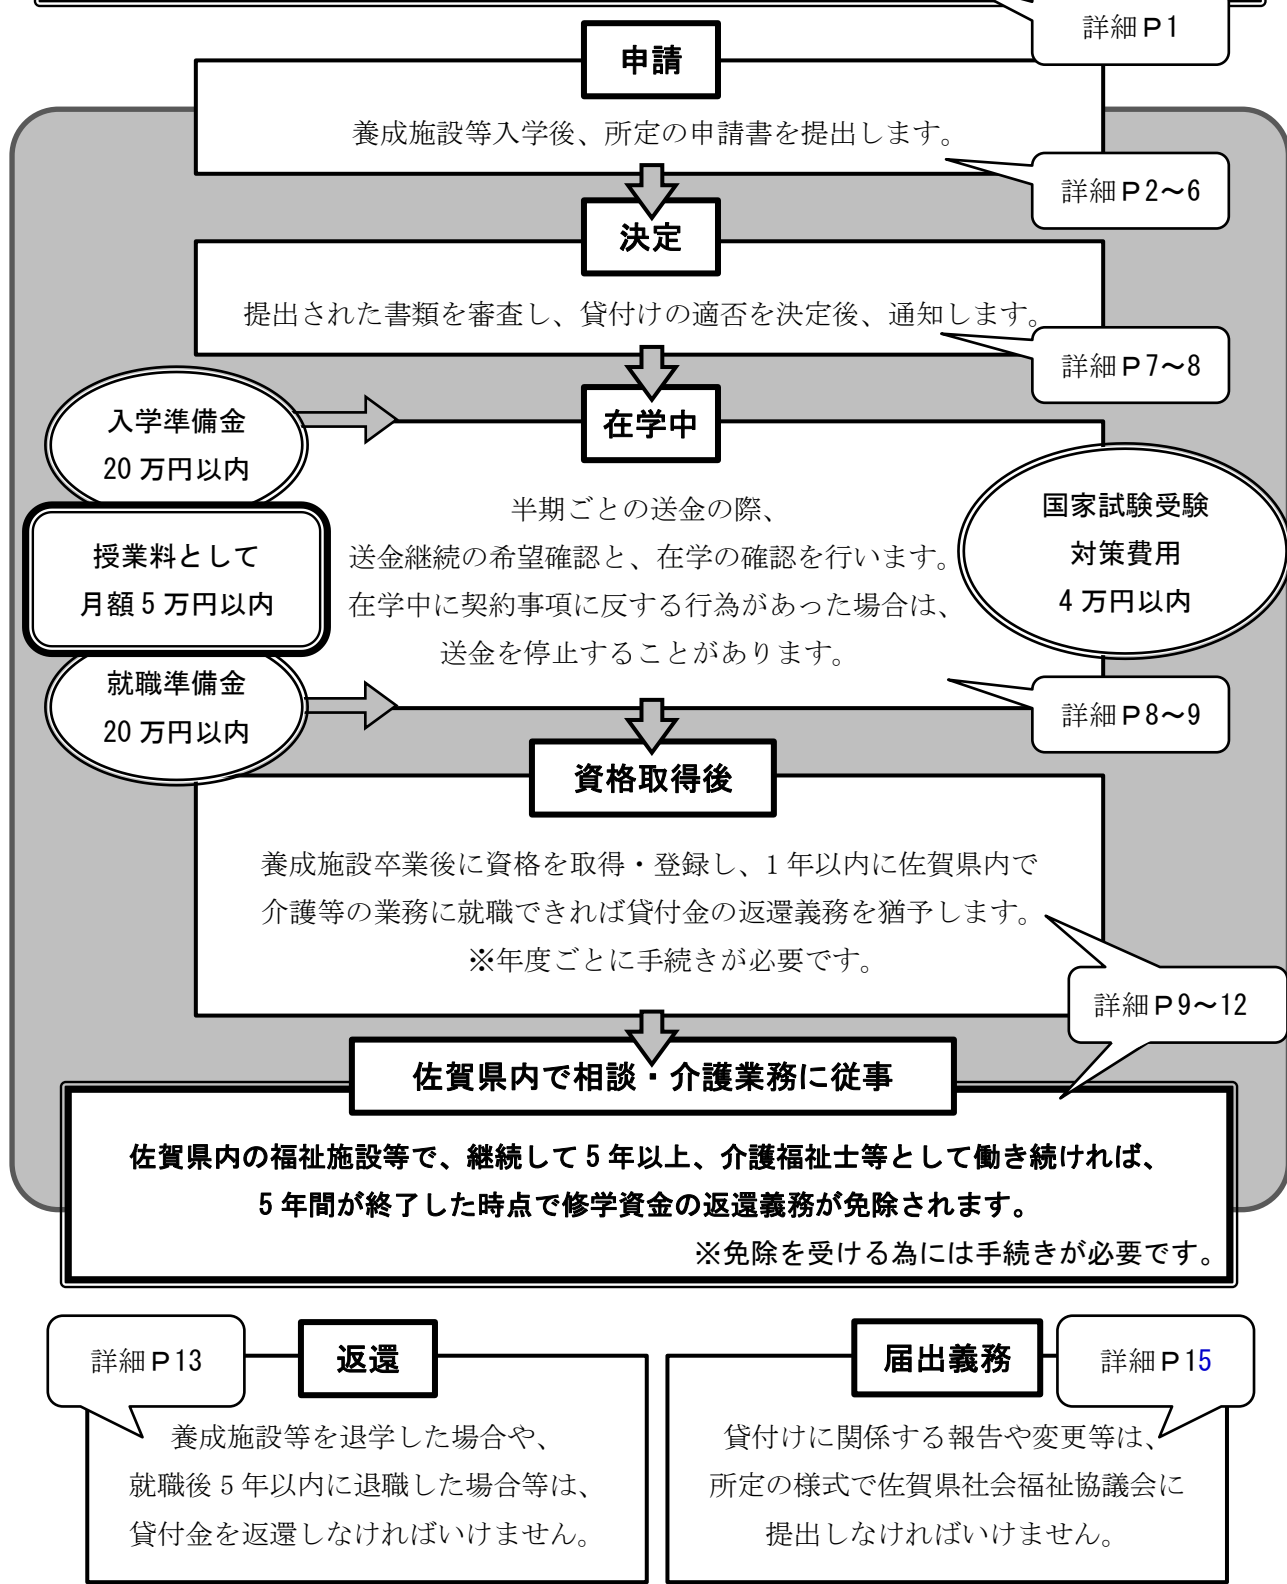 詳細P1
申請
養成施設等入学後、所定の申請書を提出します。
詳細P2～6
決定
提出された書類を審査し、貸付けの適否を決定後、通知します。
詳細P7～8
入学準備金
20万円以内
在学中
授業料として
月額5万円以内
半期ごとの送金の際、
送金継続の希望確認と、在学の確認を行います。
在学中に契約事項に反する行為があった場合は、
送金を停止することがあります。
国家試験受験
対策費用
4万円以内
就職準備金
20万円以内
詳細P8～9
資格取得後
養成施設卒業後に資格を取得・登録し、1年以内に佐賀県内で
介護等の業務に就職できれば貸付金の返還義務を猶予します。
※年度ごとに手続きが必要です。
詳細P9～12
佐賀県内で相談・介護業務に従事
佐賀県内の福祉施設等で、継続して5年以上、介護福祉士等として働き続ければ、
5年間が終了した時点で修学資金の返還義務が免除されます。
※免除を受ける為には手続きが必要です。
詳細P13
返還
養成施設等を退学した場合や、
就職後5年以内に退職した場合等は、
貸付金を返還しなければいけません。
届出義務
詳細P15
貸付けに関係する報告や変更等は、
所定の様式で佐賀県社会福祉協議会に
提出しなければいけません。